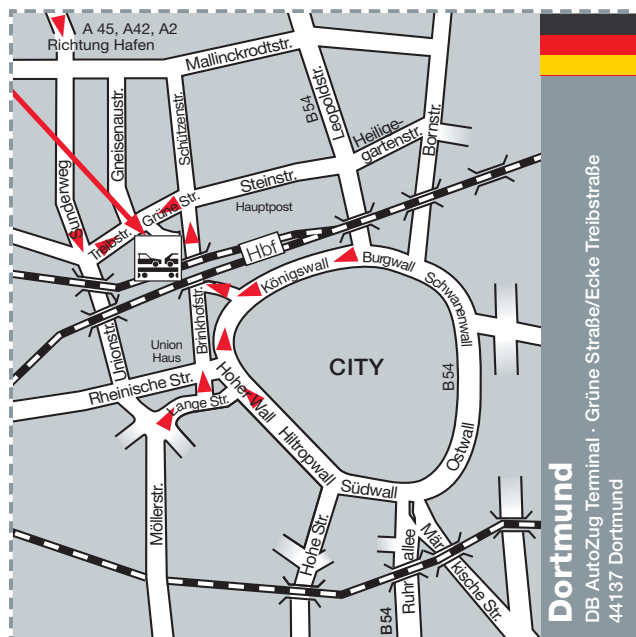 A 45, A42, A2
Richtung Hafen
Mallinckrodtstr.
B54
Leopoldstr.
Heilige-
gartenstr.
Bornstr.
Gneisenaustr.
Schützenstr.
Sunderweg
Steinstr.
Grüne Str.
Treibstr.
Hauptpost
Hbf
Königswall
Burgwall
Schwanenwall
Brinkhofstr.
Union
Haus
Unionstr.
CITY
B54
Rheinische Str.
Lange Str.
Hoher Wall
Hiltropwall
Südwall
Ostwall
Möllerstr.
Hohe Str.
Ruhrallee
B54
Märkische Str.
Dortmund
DB AutoZug Terminal · Grüne Straße/Ecke Treibstraße
44137 Dortmund